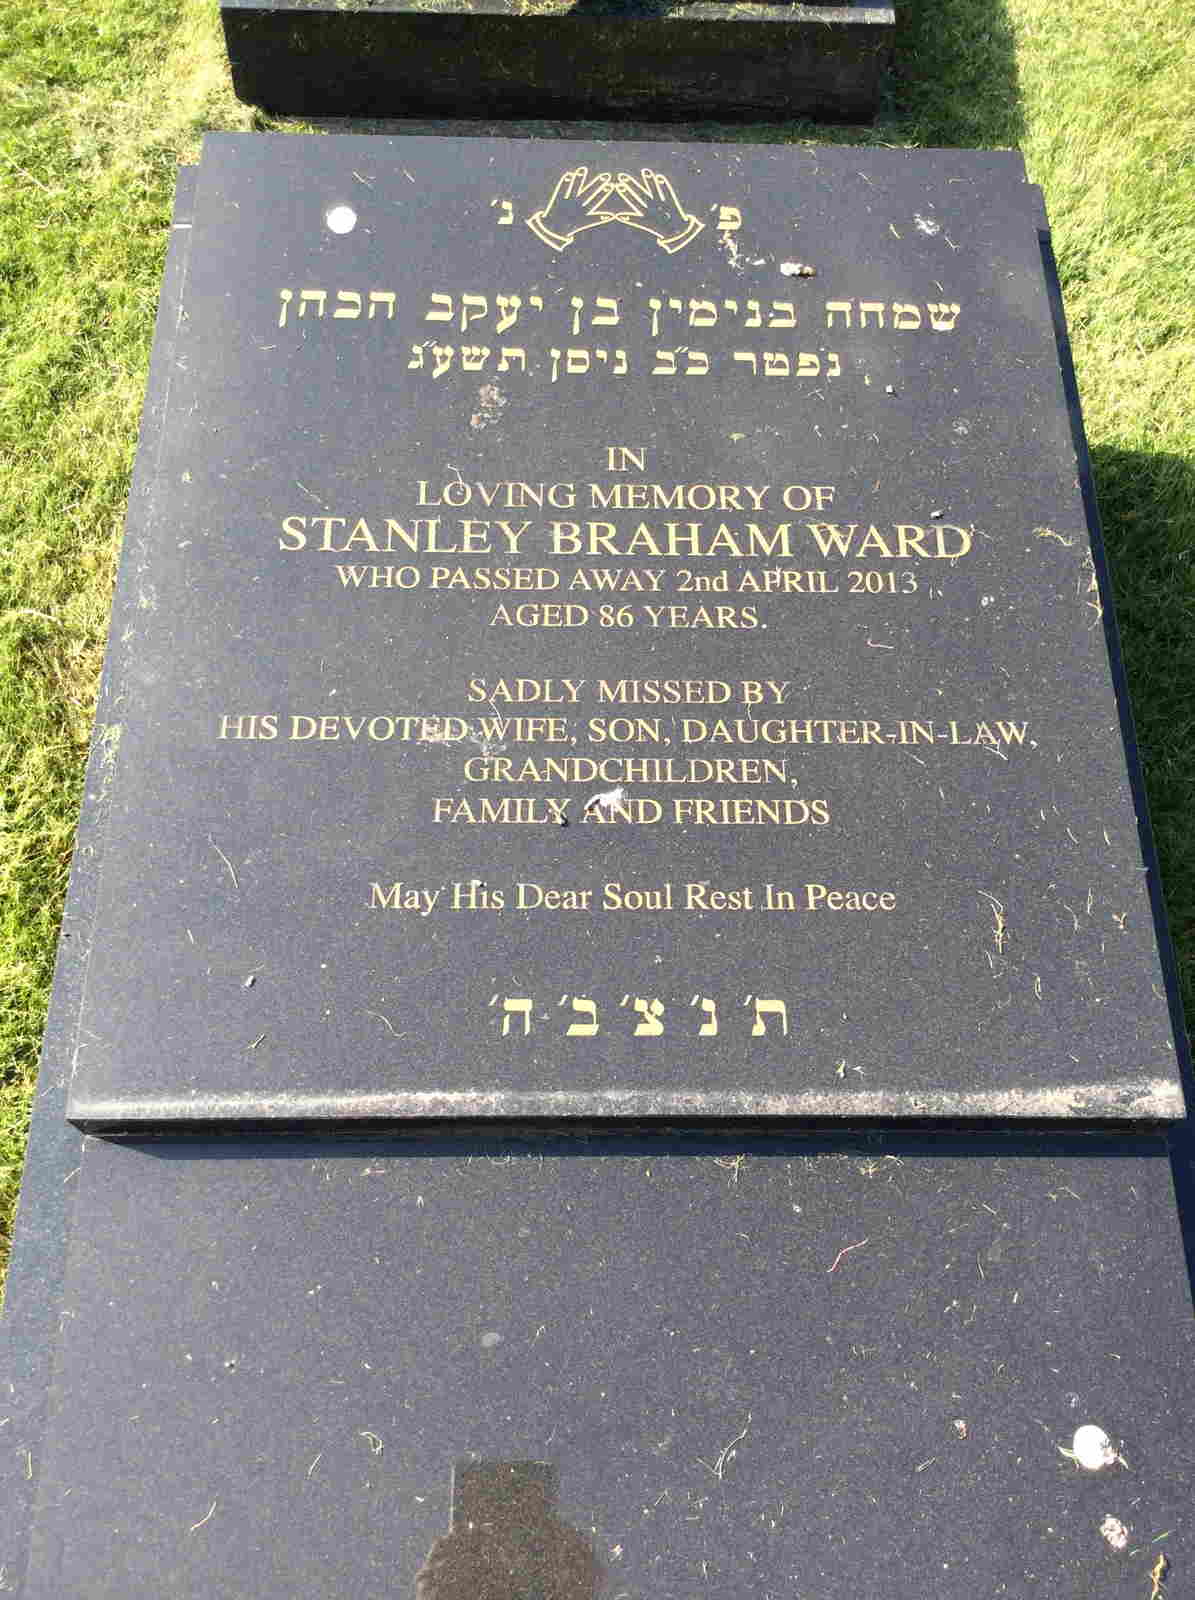 פ׳ נ׳
שמחה בנימין בן יעקב הכהן
נפטר כ״ב ניסן תשע״ג
IN
LOVING MEMORY OF
STANLEY BRAHAM WARD
WHO PASSED AWAY 2nd APRIL 2013
AGED 86 YEARS.
SADLY MISSED BY
HIS DEVOTED WIFE, SON, DAUGHTER-IN-LAW,
GRANDCHILDREN,
FAMILY AND FRIENDS
May His Dear Soul Rest In Peace
ת׳ נ׳ צ׳ ב׳ ה׳